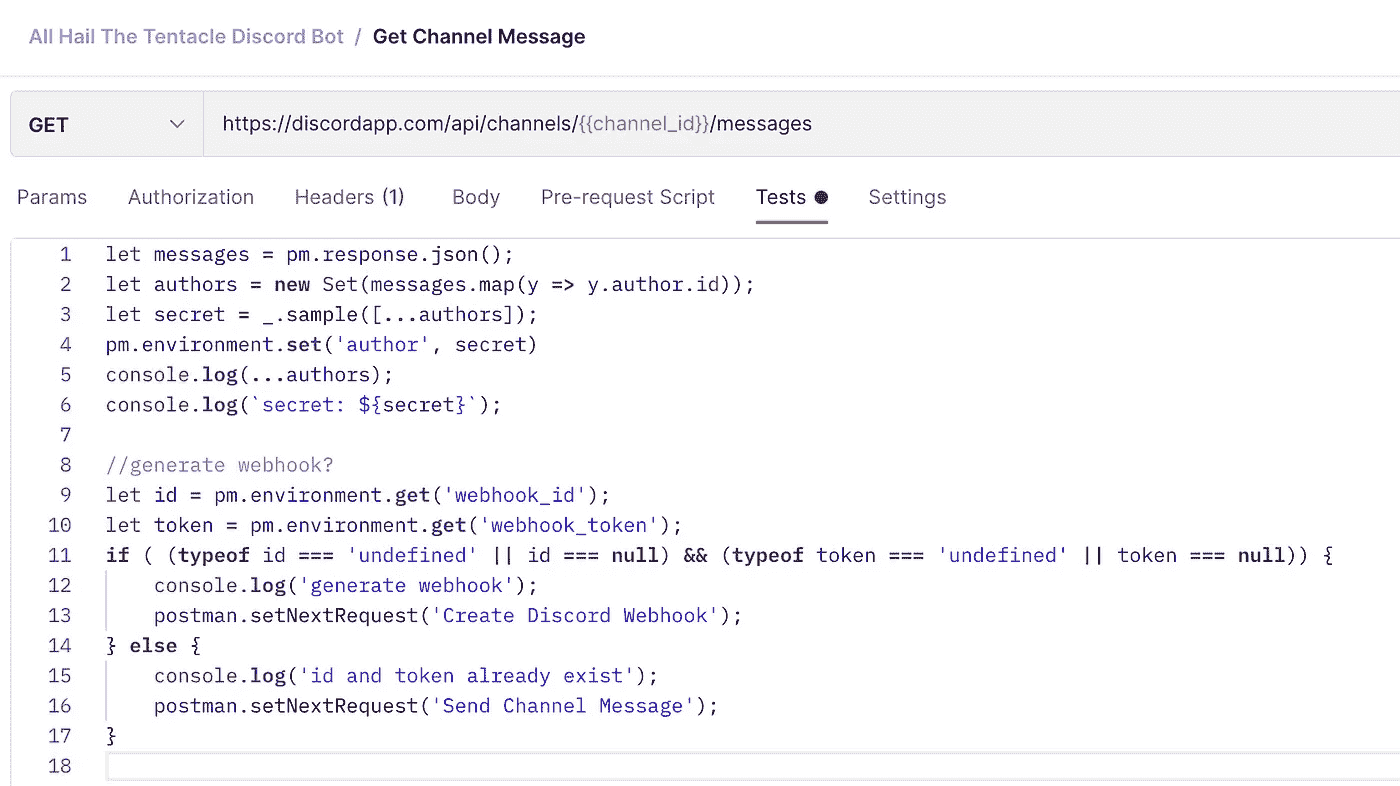 All Hail The Tentacle Discord Bot / Get Channel Message
GET https://discordapp.com/api/channels/{{channel_id}}/messages
Params Authorization Headers (1) Body Pre-request Script Tests Settings
1 let messages = pm.response.json();
2 let authors = new Set(messages.map(y => y.author.id));
3 let secret = _.sample([...authors]);
4 pm.environment.set('author', secret)
5 console.log(...authors);
6 console.log(`secret: ${secret}`);
7
8 //generate webhook?
9 let id = pm.environment.get('webhook_id');
10 let token = pm.environment.get('webhook_token');
11 if ( (typeof id === 'undefined' || id === null) && (typeof token === 'undefined' || token === null)) {
12     console.log('generate webhook');
13     postman.setNextRequest('Create Discord Webhook');
14 } else {
15     console.log('id and token already exist');
16     postman.setNextRequest('Send Channel Message');
17 }
18